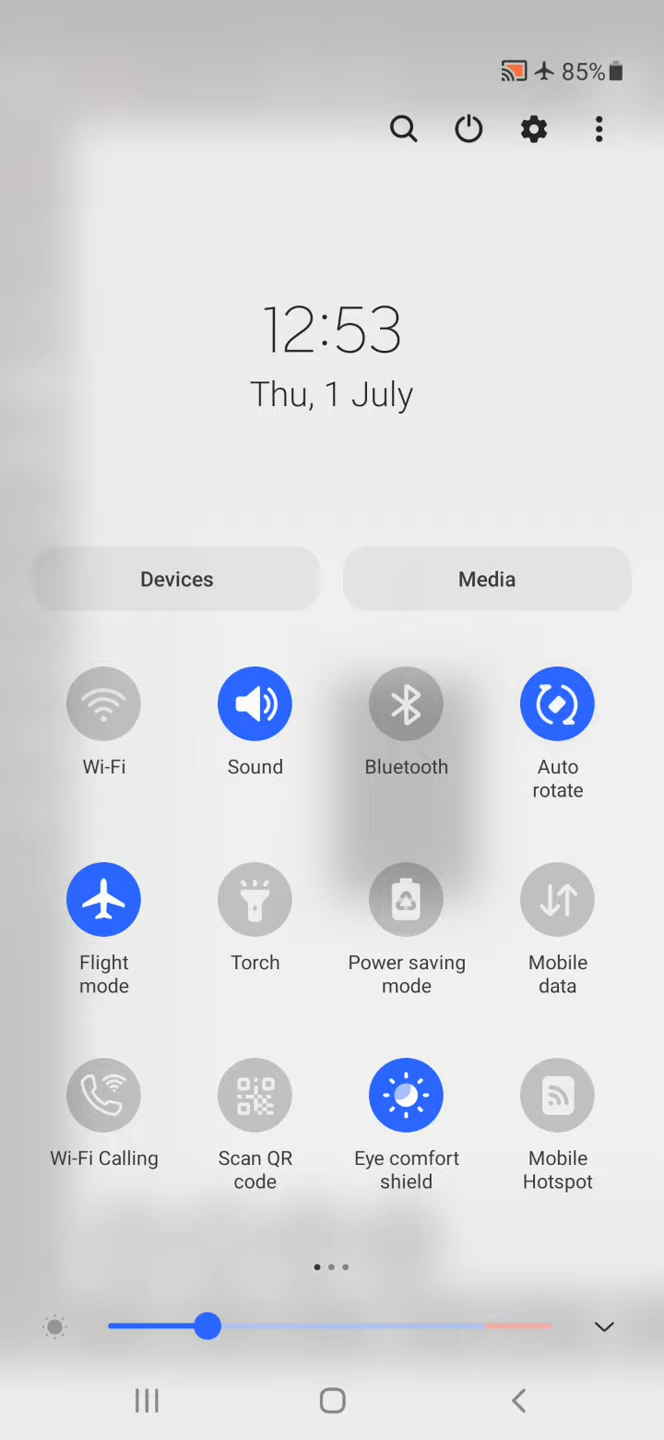 85%
12:53
Thu, 1 July
Devices
Media
Wi-Fi
Sound
Bluetooth
Auto
rotate
Flight
mode
Torch
Power saving
mode
Mobile
data
Wi-Fi Calling
Scan QR
code
Eye comfort
shield
Mobile
Hotspot